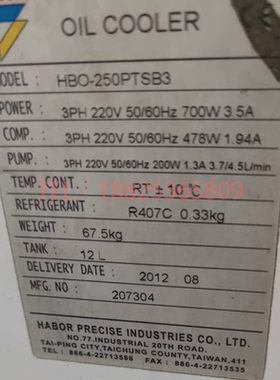 OIL COOLER
MODEL : HBO-250PTSB3
POWER : 3PH 220V 50/60Hz 700W 3.5A
COMP. : 3PH 220V 50/60Hz 478W 1.94A
PUMP : 3PH 220V 50/60Hz 200W 1.3A 3.7/4.5L/min
TEMP.CONT. : RT ± 10 ℃
REFRIGERANT : R407C 0.33kg
WEIGHT : 67.5kg
TANK : 12 L
DELIVERY DATE : 2012 08
MFG.NO : 207304
HABOR PRECISE INDUSTRIES CO., LTD.
NO.77.INDUSTRIAL 20TH ROAD.
TAI-PING CITY,TAICHUNG COUNTY,TAIWAN.411
TEL : 886-4-22713588 FAX : 886-4-22713535